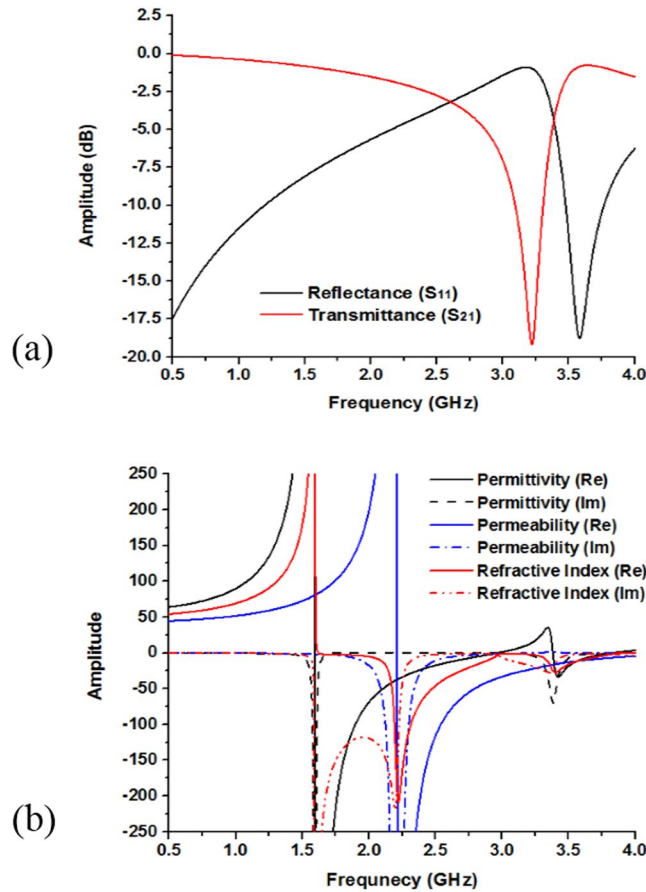 2.5
0.0
-2.5
-5.0
-7.5
-10.0
-12.5
-15.0
-17.5
-20.0
Amplitude (dB)
Reflectance (S11)
Transmittance (S21)
0.5 1.0 1.5 2.0 2.5 3.0 3.5 4.0
Frequency (GHz)
(a)
250
200
150
100
50
0
-50
-100
-150
-200
-250
Amplitude
Permittivity (Re)
Permittivity (Im)
Permeability (Re)
Permeability (Im)
Refractive Index (Re)
Refractive Index (Im)
0.5 1.0 1.5 2.0 2.5 3.0 3.5 4.0
Frequnecy (GHz)
(b)